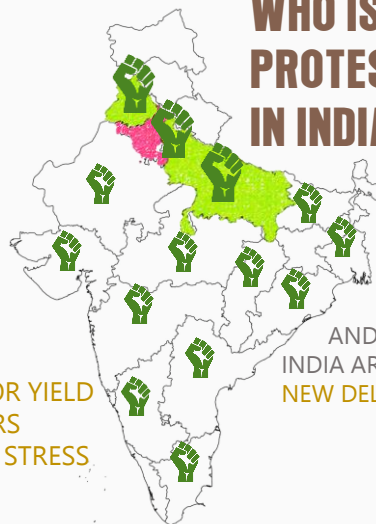 WHO IS
PROTES
IN INDIA
AND
INDIA AR
NEW DEL
OR YIELD
RS
STRESS